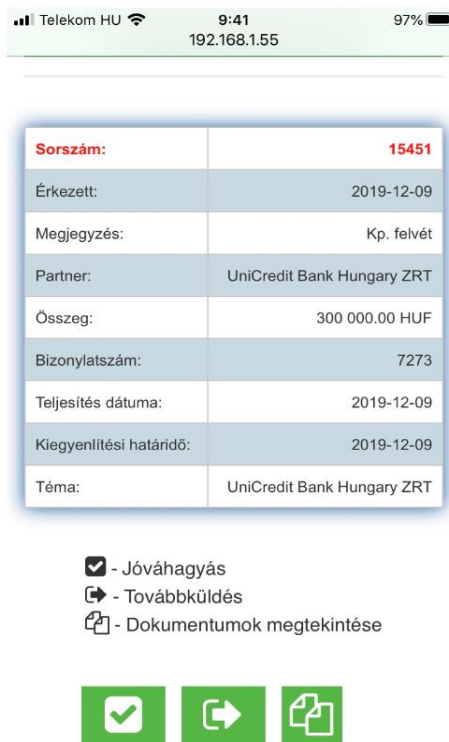 Telekom HU 9:41 97%
192.168.1.55
Sorszám: 15451
Érkezett: 2019-12-09
Megjegyzés: Kp. felvét
Partner: UniCredit Bank Hungary ZRT
Összeg: 300 000.00 HUF
Bizonylatszám: 7273
Teljesítés dátuma: 2019-12-09
Kiegyenlítési határidő: 2019-12-09
Téma: UniCredit Bank Hungary ZRT
- Jóváhagyás
- Továbbküldés
- Dokumentumok megtekintése